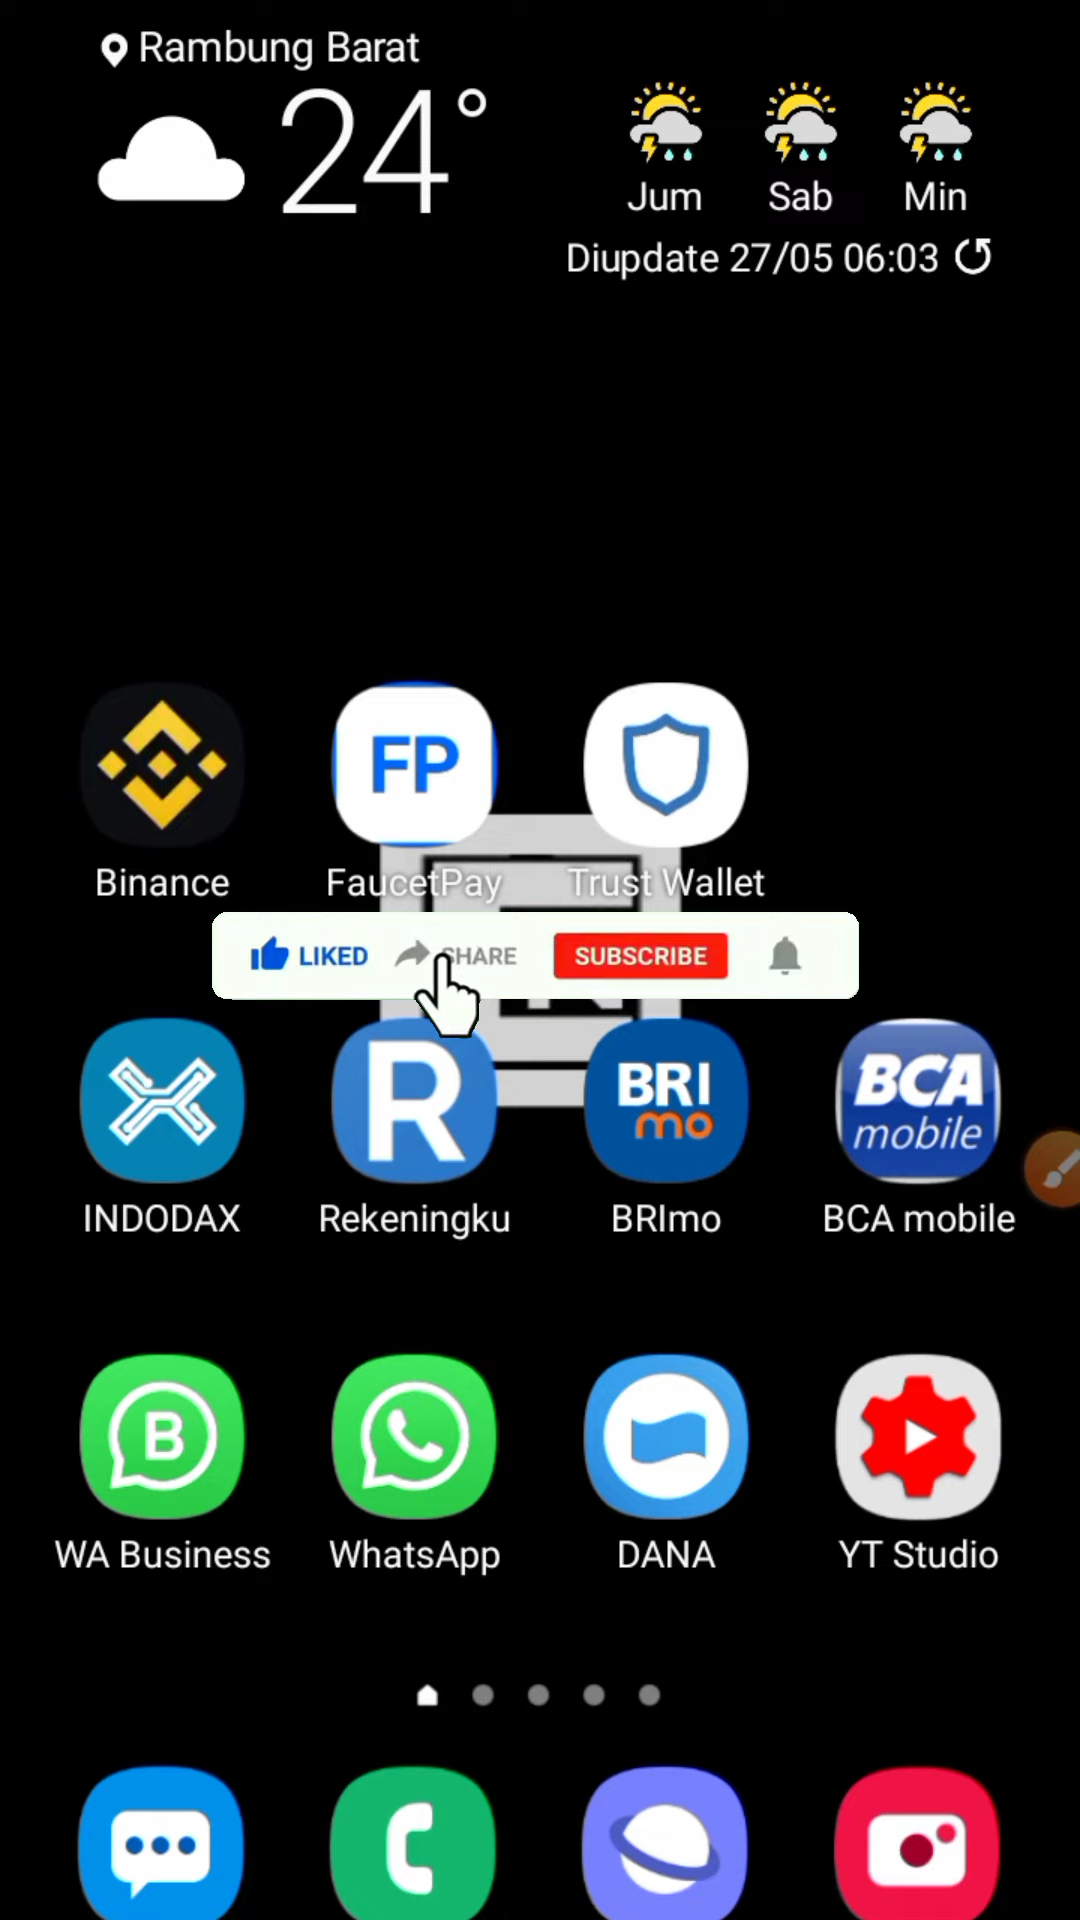 Rambung Barat
24°
Jum Sab Min
Diupdate 27/05 06:03
FP
Binance FaucetPay Trust Wallet
LIKED SHARE SUBSCRIBE
R BRI mo BCA mobile
INDODAX Rekeningku BRImo BCA mobile
B
WA Business WhatsApp DANA YT Studio